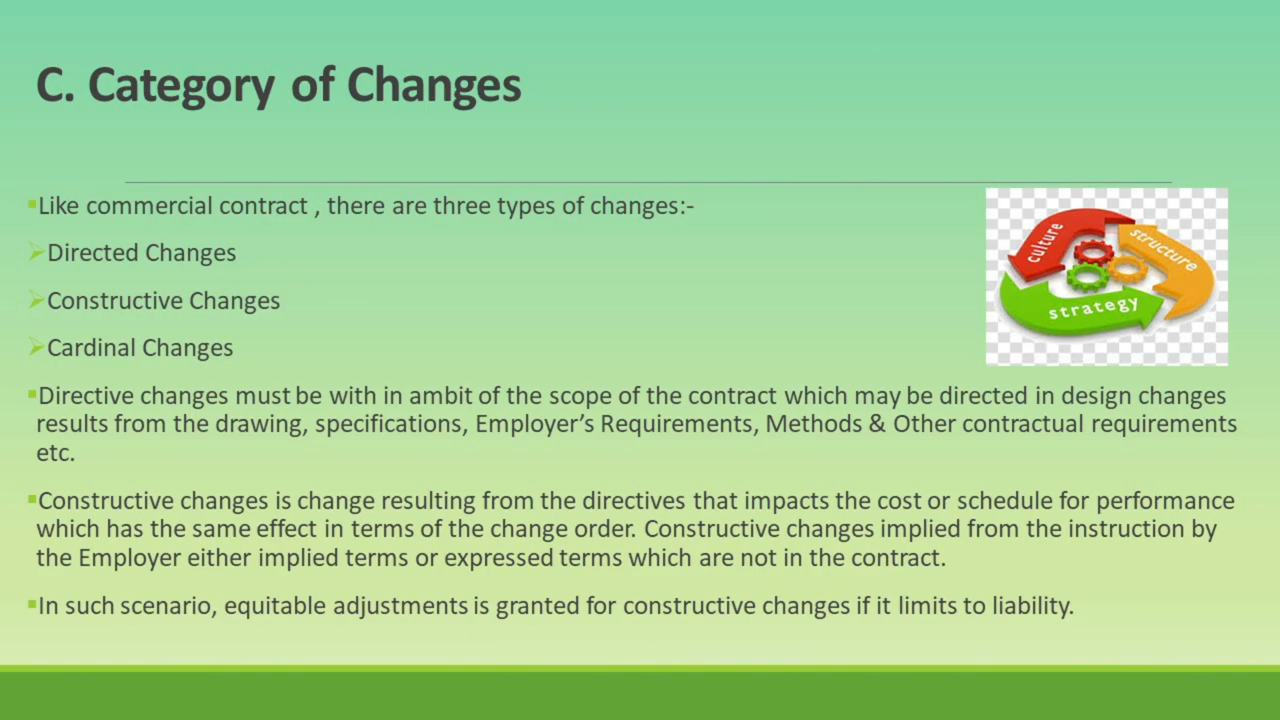 C. Category of Changes
▪Like commercial contract , there are three types of changes:-
➢Directed Changes
➢Constructive Changes
➢Cardinal Changes
culture
structure
strategy
▪Directive changes must be with in ambit of the scope of the contract which may be directed in design changes
results from the drawing, specifications, Employer’s Requirements, Methods & Other contractual requirements
etc.
▪Constructive changes is change resulting from the directives that impacts the cost or schedule for performance
which has the same effect in terms of the change order. Constructive changes implied from the instruction by
the Employer either implied terms or expressed terms which are not in the contract.
▪In such scenario, equitable adjustments is granted for constructive changes if it limits to liability.